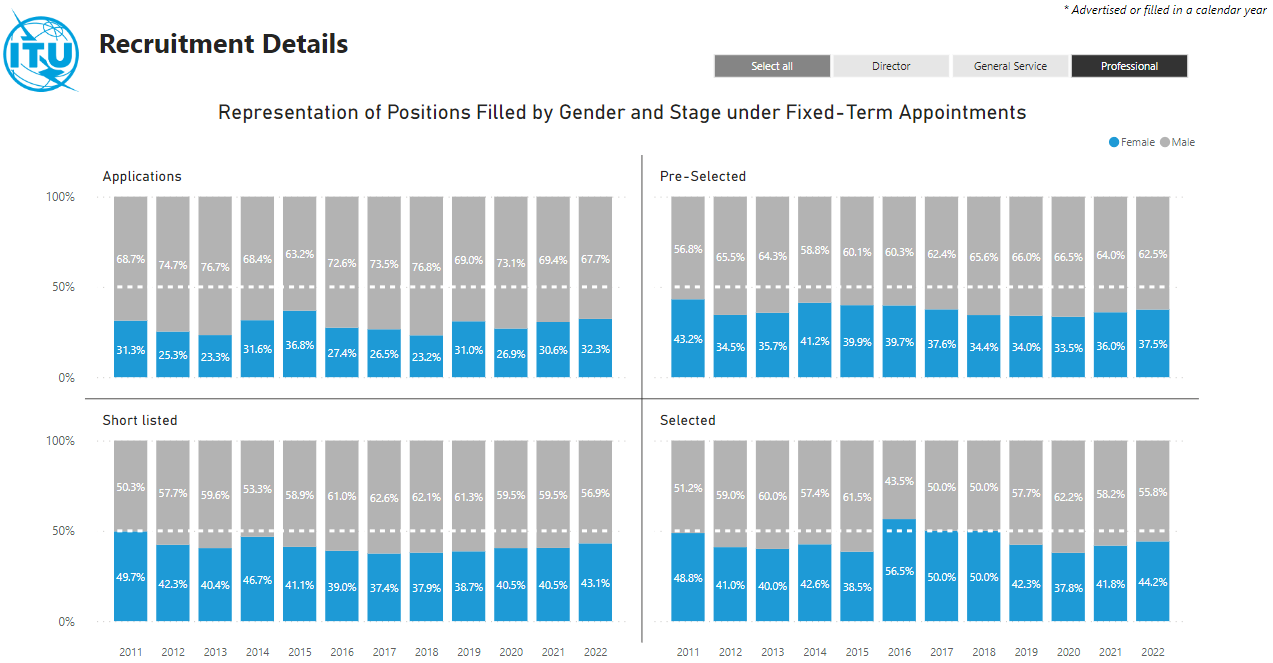 * Advertised or filled in a calendar year
ITU
Recruitment Details
Select all Director General Service Professional
Representation of Positions Filled by Gender and Stage under Fixed-Term Appointments
Female Male
Applications
100%
50%
0%
68.7% 74.7% 76.7% 68.4% 63.2% 72.6% 73.5% 76.8% 69.0% 73.1% 69.4% 67.7%
31.3% 25.3% 23.3% 31.6% 36.8% 27.4% 26.5% 23.2% 31.0% 26.9% 30.6% 32.3%
Pre-Selected
56.8% 65.5% 64.3% 58.8% 60.1% 60.3% 62.4% 65.6% 66.0% 66.5% 64.0% 62.5%
43.2% 34.5% 35.7% 41.2% 39.9% 39.7% 37.6% 34.4% 34.0% 33.5% 36.0% 37.5%
Short listed
100%
50%
0%
50.3% 57.7% 59.6% 53.3% 58.9% 61.0% 62.6% 62.1% 61.3% 59.5% 59.5% 56.9%
49.7% 42.3% 40.4% 46.7% 41.1% 39.0% 37.4% 37.9% 38.7% 40.5% 40.5% 43.1%
2011 2012 2013 2014 2015 2016 2017 2018 2019 2020 2021 2022
Selected
51.2% 59.0% 60.0% 57.4% 61.5% 43.5% 50.0% 50.0% 57.7% 62.2% 58.2% 55.8%
48.8% 41.0% 40.0% 42.6% 38.5% 56.5% 50.0% 50.0% 42.3% 37.8% 41.8% 44.2%
2011 2012 2013 2014 2015 2016 2017 2018 2019 2020 2021 2022